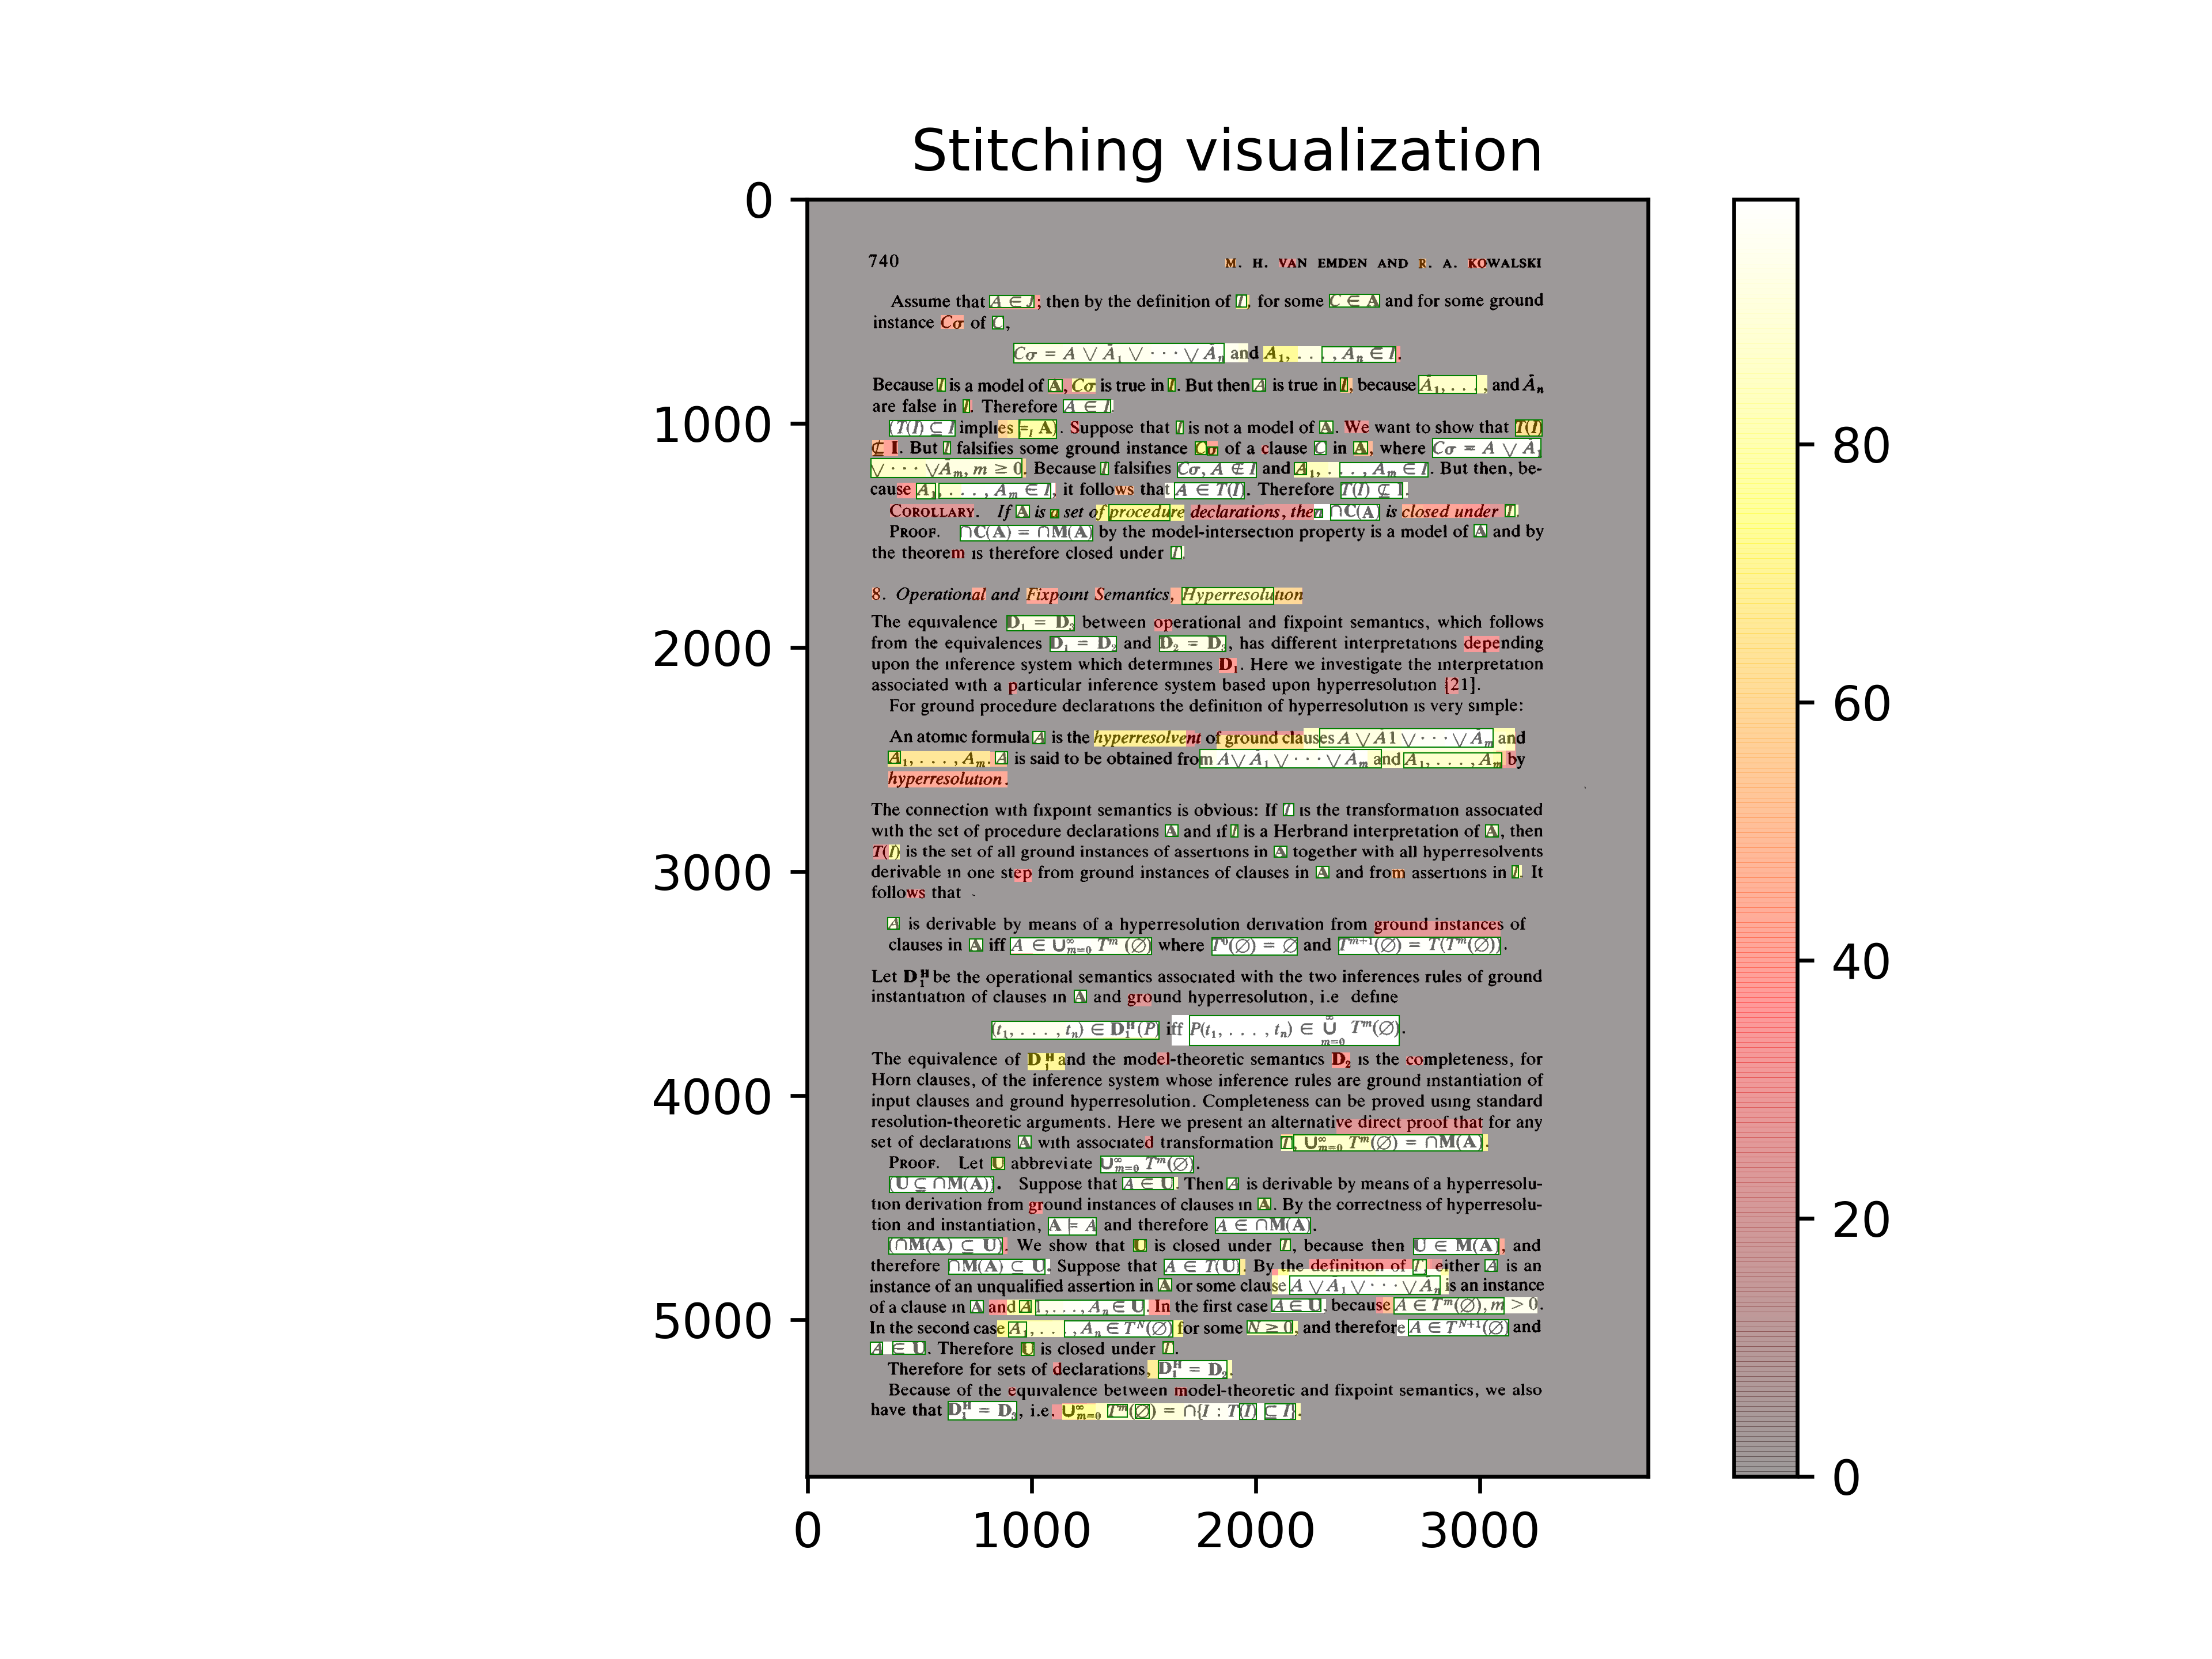 Stitching visualization
0
1000
2000
3000
4000
5000
0
1000
2000
3000
80
60
40
20
0
740 M. H. VAN EMDEN AND R. A. KOWALSKI
Assume that A ∈ I; then by the definition of T, for some C ∈ A and for some ground
instance Cσ of C,
Cσ = A ∨ Ā₁ ∨ · · · ∨ Āₙ and A₁, . . . , Aₙ ∈ I.
Because I is a model of A, Cσ is true in I. But then A is true in I, because Ā₁, . . . , and Āₙ
are false in I. Therefore A ∈ I.
(T(I) ⊆ I implies ⊨ᵢ A). Suppose that I is not a model of A. We want to show that T(I)
⊈ I. But I falsifies some ground instance Cσ of a clause C in A, where Cσ = A ∨ Ā₁
∨ · · · ∨Āₘ, m ≥ 0. Because I falsifies Cσ, A ∉ I and A₁, . . . , Aₘ ∈ I. But then, be-
cause A₁, . . . , Aₘ ∈ I, it follows that A ∈ T(I). Therefore T(I) ⊈ I.
COROLLARY. If A is a set of procedure declarations, then ∩C(A) is closed under T.
PROOF. ∩C(A) = ∩M(A) by the model-intersection property is a model of A and by
the theorem is therefore closed under T.
8. Operational and Fixpoint Semantics, Hyperresolution
The equivalence D₁ = D₃ between operational and fixpoint semantics, which follows
from the equivalences D₁ = D₂ and D₂ = D₃, has different interpretations depending
upon the inference system which determines D₁. Here we investigate the interpretation
associated with a particular inference system based upon hyperresolution [21].
For ground procedure declarations the definition of hyperresolution is very simple:
An atomic formula A is the hyperresolvent of ground clauses A ∨ Ā1 ∨ · · · ∨ Āₘ and
A₁, . . . , Aₘ. A is said to be obtained from A∨ Ā₁ ∨ · · · ∨ Āₘ and A₁, . . . , Aₘ by
hyperresolution.
The connection with fixpoint semantics is obvious: If T is the transformation associated
with the set of procedure declarations A and if I is a Herbrand interpretation of A, then
T(I) is the set of all ground instances of assertions in A together with all hyperresolvents
derivable in one step from ground instances of clauses in A and from assertions in I. It
follows that
A is derivable by means of a hyperresolution derivation from ground instances of
clauses in A iff A ∈ ∪∞ₘ₌₀ Tᵐ (∅) where T⁰(∅) = ∅ and Tᵐ⁺¹(∅) = T(Tᵐ(∅)).
Let D₁ᴴ be the operational semantics associated with the two inferences rules of ground
instantiation of clauses in A and ground hyperresolution, i.e define
(t₁, . . . , tₙ) ∈ D₁ᴴ(P) iff P(t₁, . . . , tₙ) ∈ ∪∞ₘ₌₀ Tᵐ(∅).
The equivalence of D₁ᴴ and the model-theoretic semantics D₂ is the completeness, for
Horn clauses, of the inference system whose inference rules are ground instantiation of
input clauses and ground hyperresolution. Completeness can be proved using standard
resolution-theoretic arguments. Here we present an alternative direct proof that for any
set of declarations A with associated transformation T, ∪∞ₘ₌₀ Tᵐ(∅) = ∩M(A).
PROOF. Let U abbreviate ∪∞ₘ₌₀ Tᵐ(∅).
(U ⊆ ∩M(A)). Suppose that A ∈ U. Then A is derivable by means of a hyperresolu-
tion derivation from ground instances of clauses in A. By the correctness of hyperresolu-
tion and instantiation, A ⊨ A and therefore A ∈ ∩M(A).
(∩M(A) ⊆ U). We show that U is closed under T, because then U ∈ M(A), and
therefore ∩M(A) ⊂ U. Suppose that A ∈ T(U). By the definition of T, either A is an
instance of an unqualified assertion in A or some clause A ∨ Ā₁ ∨ · · · ∨ Āₙ is an instance
of a clause in A and A1, . . . , Aₙ ∈ U. In the first case A ∈ U, because A ∈ Tᵐ(∅), m > 0.
In the second case A₁, . . . , Aₙ ∈ Tᴺ(∅) for some N ≥ 0, and therefore A ∈ Tᴺ⁺¹(∅) and
A ∈ U. Therefore U is closed under T.
Therefore for sets of declarations, D₁ᴴ = D₂.
Because of the equivalence between model-theoretic and fixpoint semantics, we also
have that D₁ᴴ = D₃, i.e. ∪∞ₘ₌₀ Tᵐ(∅) = ∩{I : T(I) ⊆ I}.